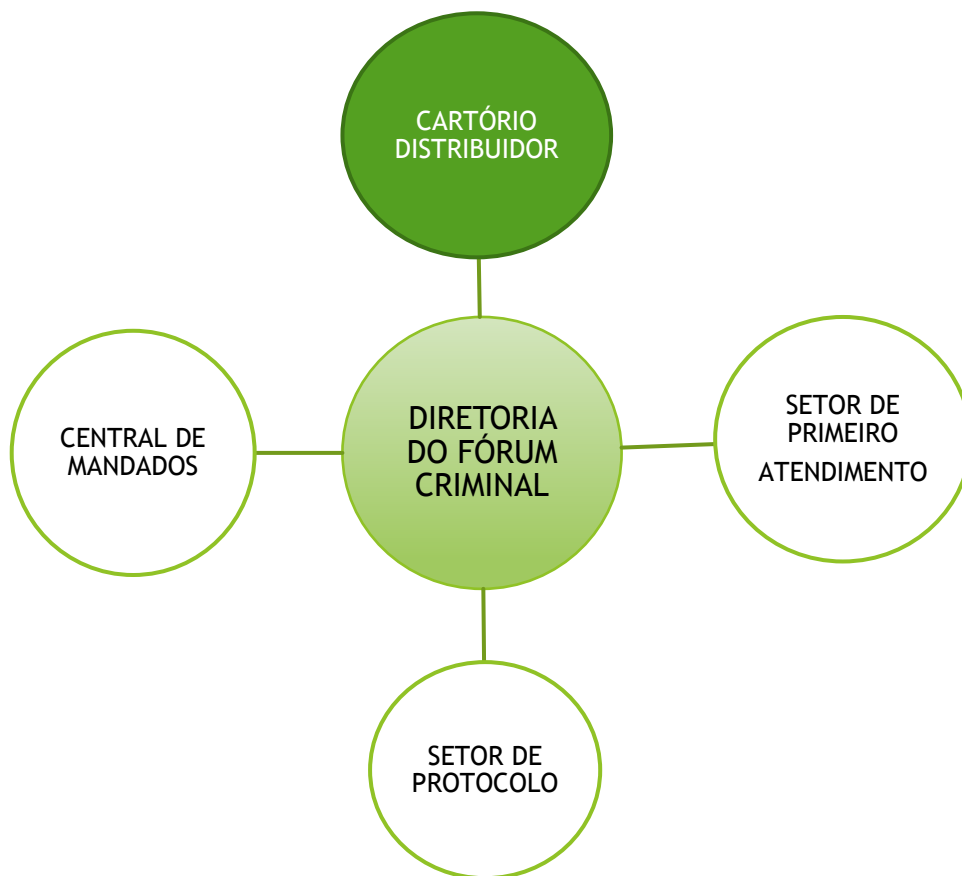 CARTÓRIO
DISTRIBUIDOR
CENTRAL DE
MANDADOS
DIRETORIA
DO FÓRUM
CRIMINAL
SETOR DE
PRIMEIRO
ATENDIMENTO
SETOR DE
PROTOCOLO